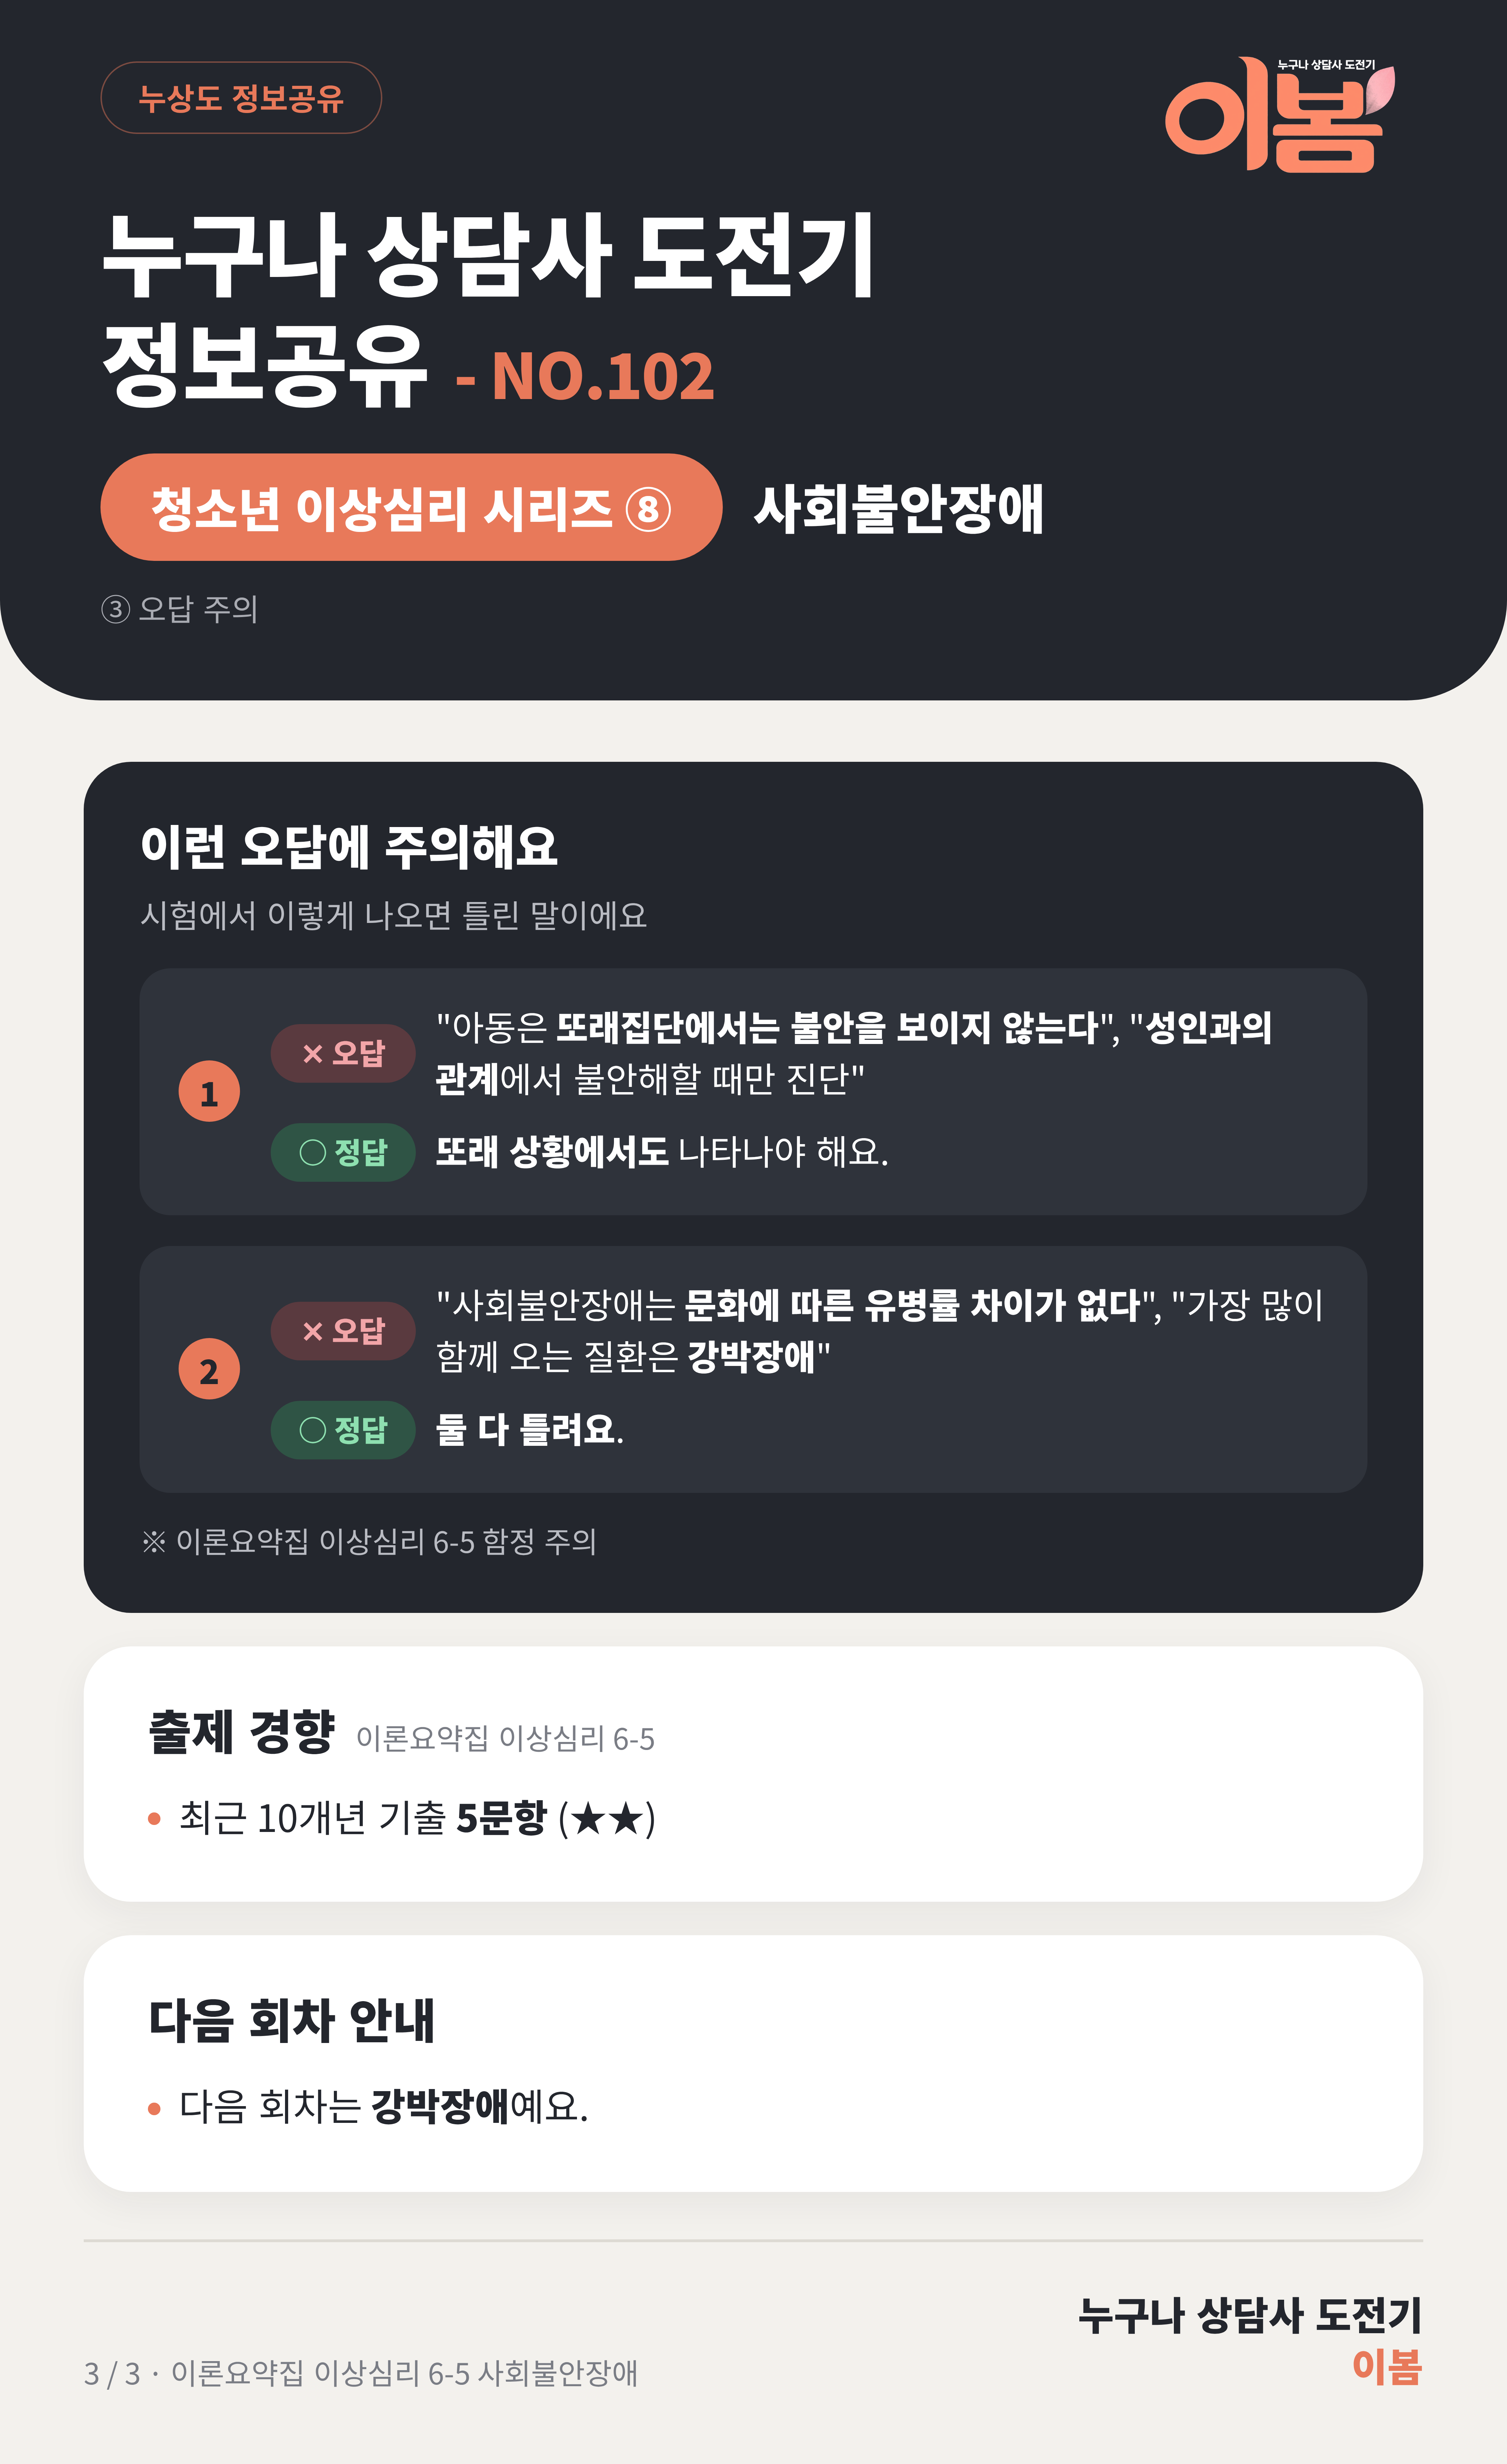 누상도 정보공유
누구나 상담사 도전기
이봄
누구나 상담사 도전기
정보공유 - NO.102
청소년 이상심리 시리즈 ⑧ 사회불안장애
③ 오답 주의
이런 오답에 주의해요
시험에서 이렇게 나오면 틀린 말이에요
1
✕ 오답 "아동은 또래집단에서는 불안을 보이지 않는다", "성인과의
관계에서 불안해할 때만 진단"
○ 정답 또래 상황에서도 나타나야 해요.
2
✕ 오답 "사회불안장애는 문화에 따른 유병률 차이가 없다", "가장 많이
함께 오는 질환은 강박장애"
○ 정답 둘 다 틀려요.
※ 이론요약집 이상심리 6-5 함정 주의
출제 경향 이론요약집 이상심리 6-5
• 최근 10개년 기출 5문항 (★★)
다음 회차 안내
• 다음 회차는 강박장애예요.
누구나 상담사 도전기
3 / 3 · 이론요약집 이상심리 6-5 사회불안장애
이봄